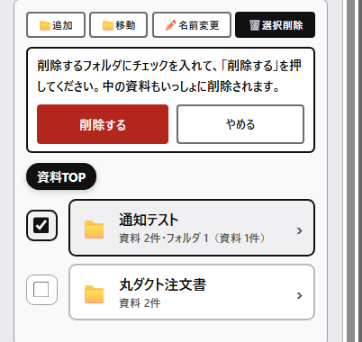 追加
移動
名前変更
選択削除
削除するフォルダにチェックを入れて、「削除する」を押
してください。中の資料もいっしょに削除されます。
削除する
やめる
資料TOP
通知テスト
資料 2件・フォルダ 1 （資料 1件）
丸ダクト注文書
資料 2件